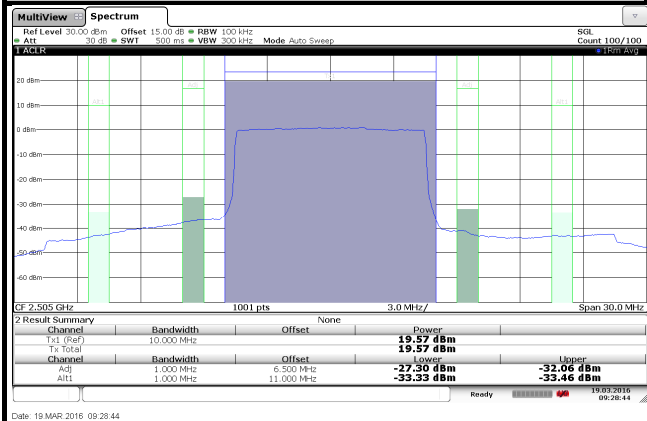 MultiView Spectrum
Ref Level 30.00 dBm Offset 15.00 dB RBW 100 kHz SGL
Att 30 dB SWT 500 ms VBW 300 kHz Mode Auto Sweep Count 100/100
1 ACLR 1Rm Avg
20 dBm
10 dBm
0 dBm
-10 dBm
-20 dBm
-30 dBm
-40 dBm
-50 dBm
-60 dBm
CF 2.505 GHz 1001 pts 3.0 MHz/ Span 30.0 MHz
2 Result Summary None
Channel Bandwidth Offset Power
Tx1 (Ref) 10.000 MHz 19.57 dBm
Tx Total 19.57 dBm
Channel Bandwidth Offset Lower Upper
Adj 1.000 MHz 6.500 MHz -27.30 dBm -32.06 dBm
Alt1 1.000 MHz 11.000 MHz -33.33 dBm -33.46 dBm
Ready 19.03.2016
09:28:44
Date: 19.MAR.2016 09:28:44